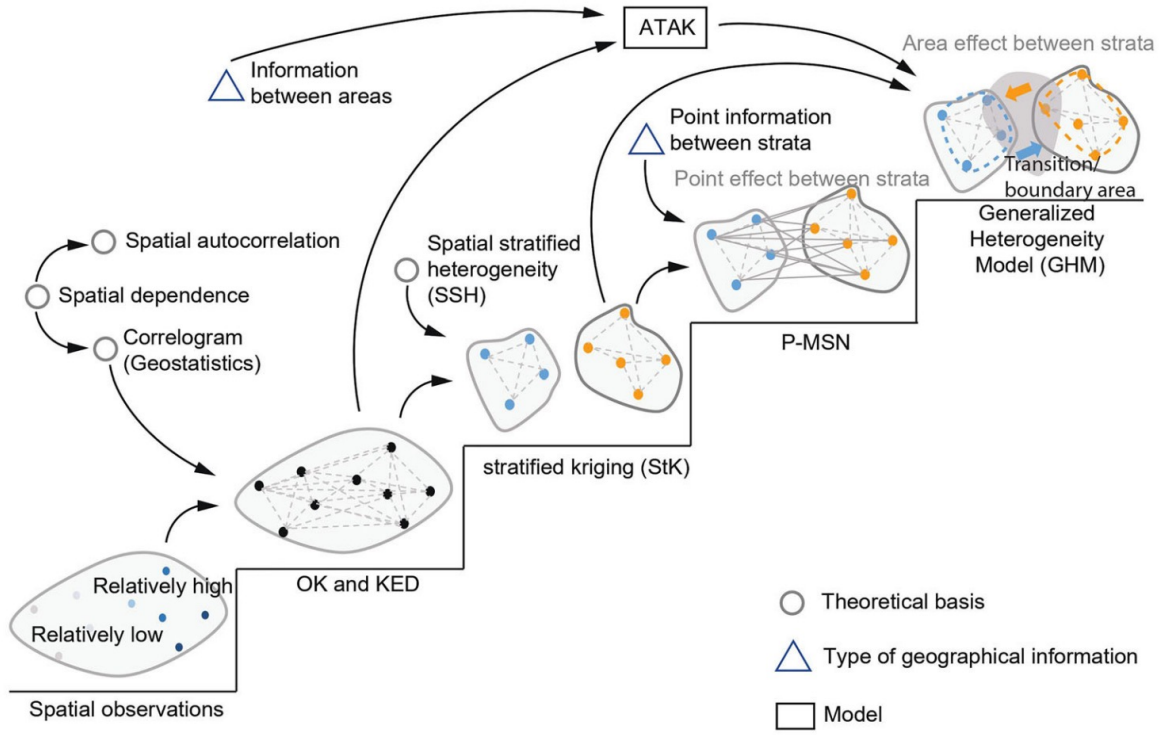 ATAK
Area effect between strata
Information
between areas
Point information
between strata
Point effect between strata
Transition/
boundary area
Generalized
Heterogeneity
Model (GHM)
Spatial autocorrelation
Spatial dependence
Correlogram
(Geostatistics)
Spatial stratified
heterogeneity
(SSH)
P-MSN
stratified kriging (StK)
OK and KED
Relatively high
Relatively low
Spatial observations
Theoretical basis
Type of geographical information
Model